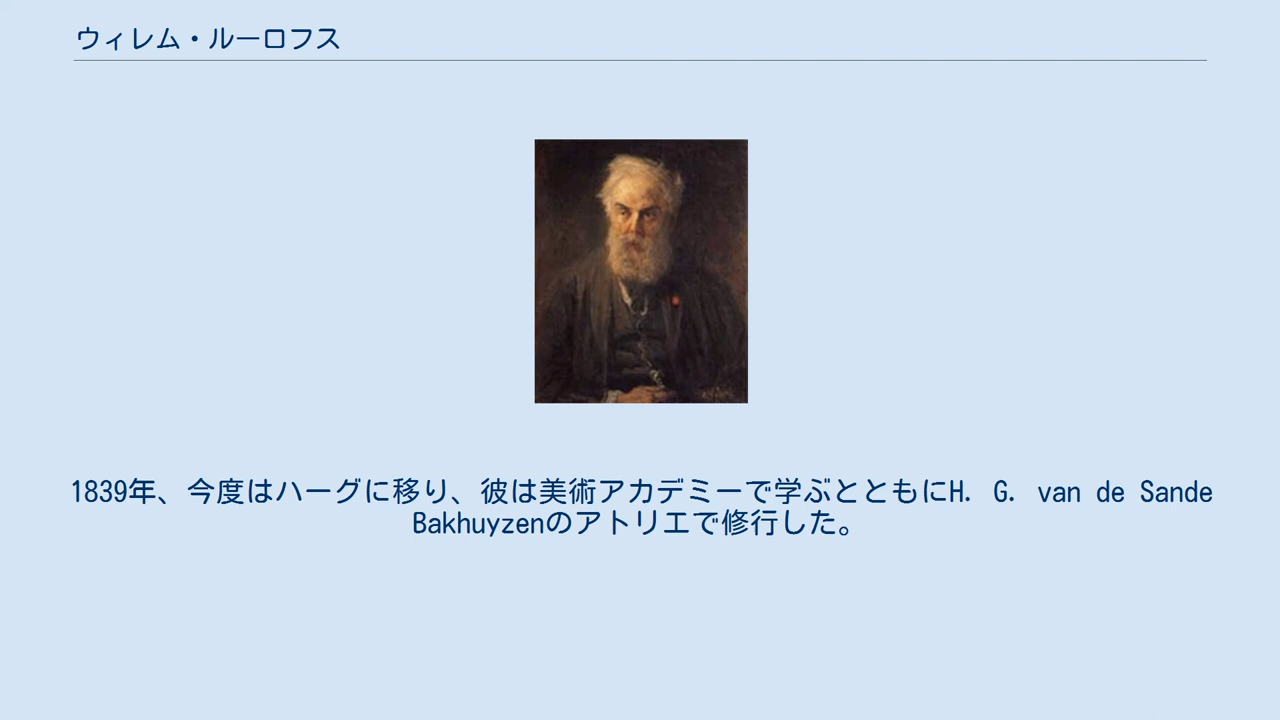 ウィレム・ルーロフス
1839年、今度はハーグに移り、彼は美術アカデミーで学ぶとともにH. G. van de Sande
Bakhuyzenのアトリエで修行した。